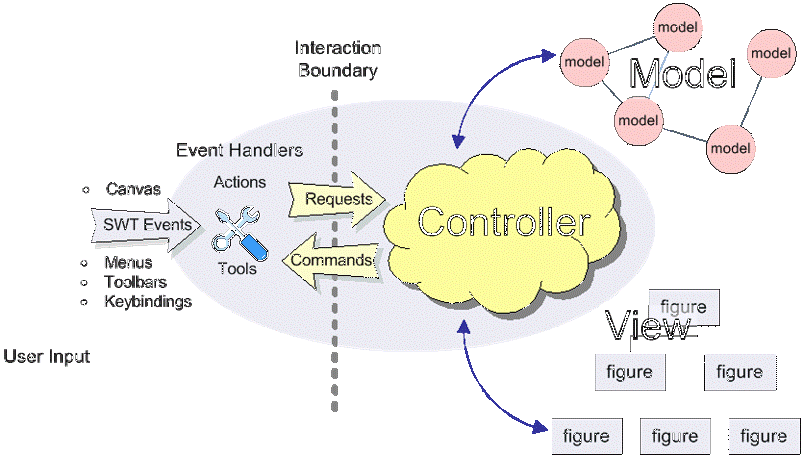 Interaction
Boundary
model
model
model
Model
model
model
Event Handlers
Actions
Canvas
Requests
SWT Events
Controller
Tools
Commands
Menus
Toolbars
Keybindings
User Input
figure
View
figure
figure
figure
figure
figure